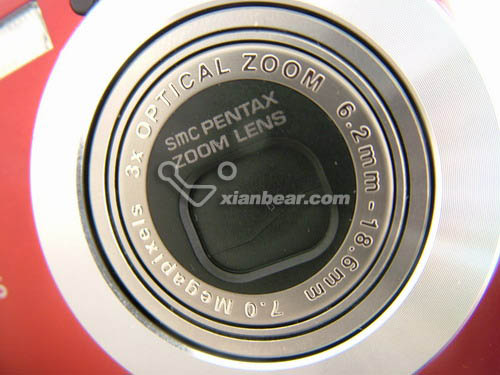 3x OPTICAL ZOOM 6.2mm - 18.6mm
7.0 Megapixels
smc PENTAX
ZOOM LENS
xianbear.com